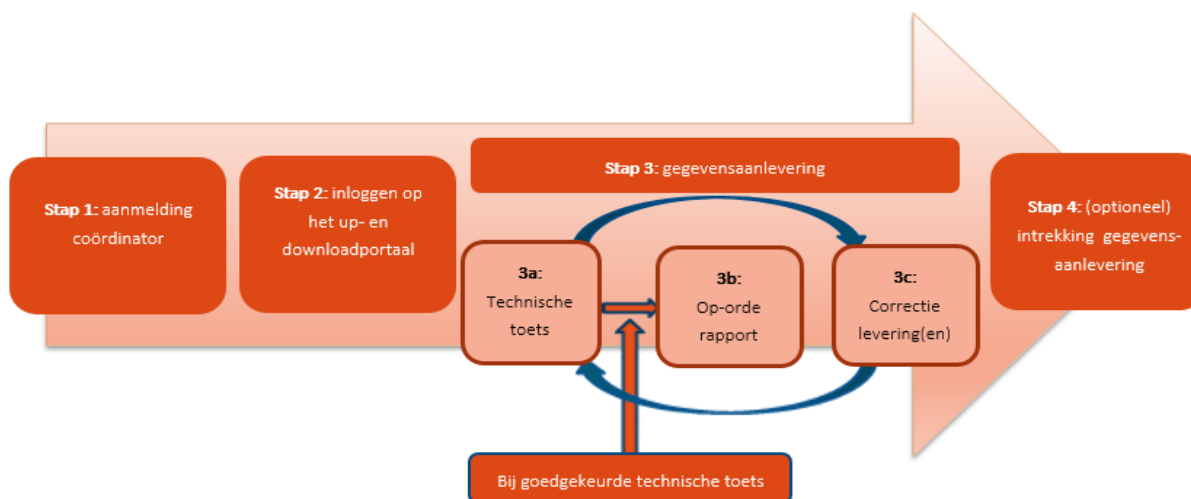 Stap 1: aanmelding
coördinator
Stap 2: inloggen op
het up- en
downloadportaal
Stap 3: gegevensaanlevering
3a:
Technische
toets
3b:
Op-orde
rapport
3c:
Correctie
levering(en)
Stap 4: (optioneel)
intrekking gegevens-
aanlevering
Bij goedgekeurde technische toets